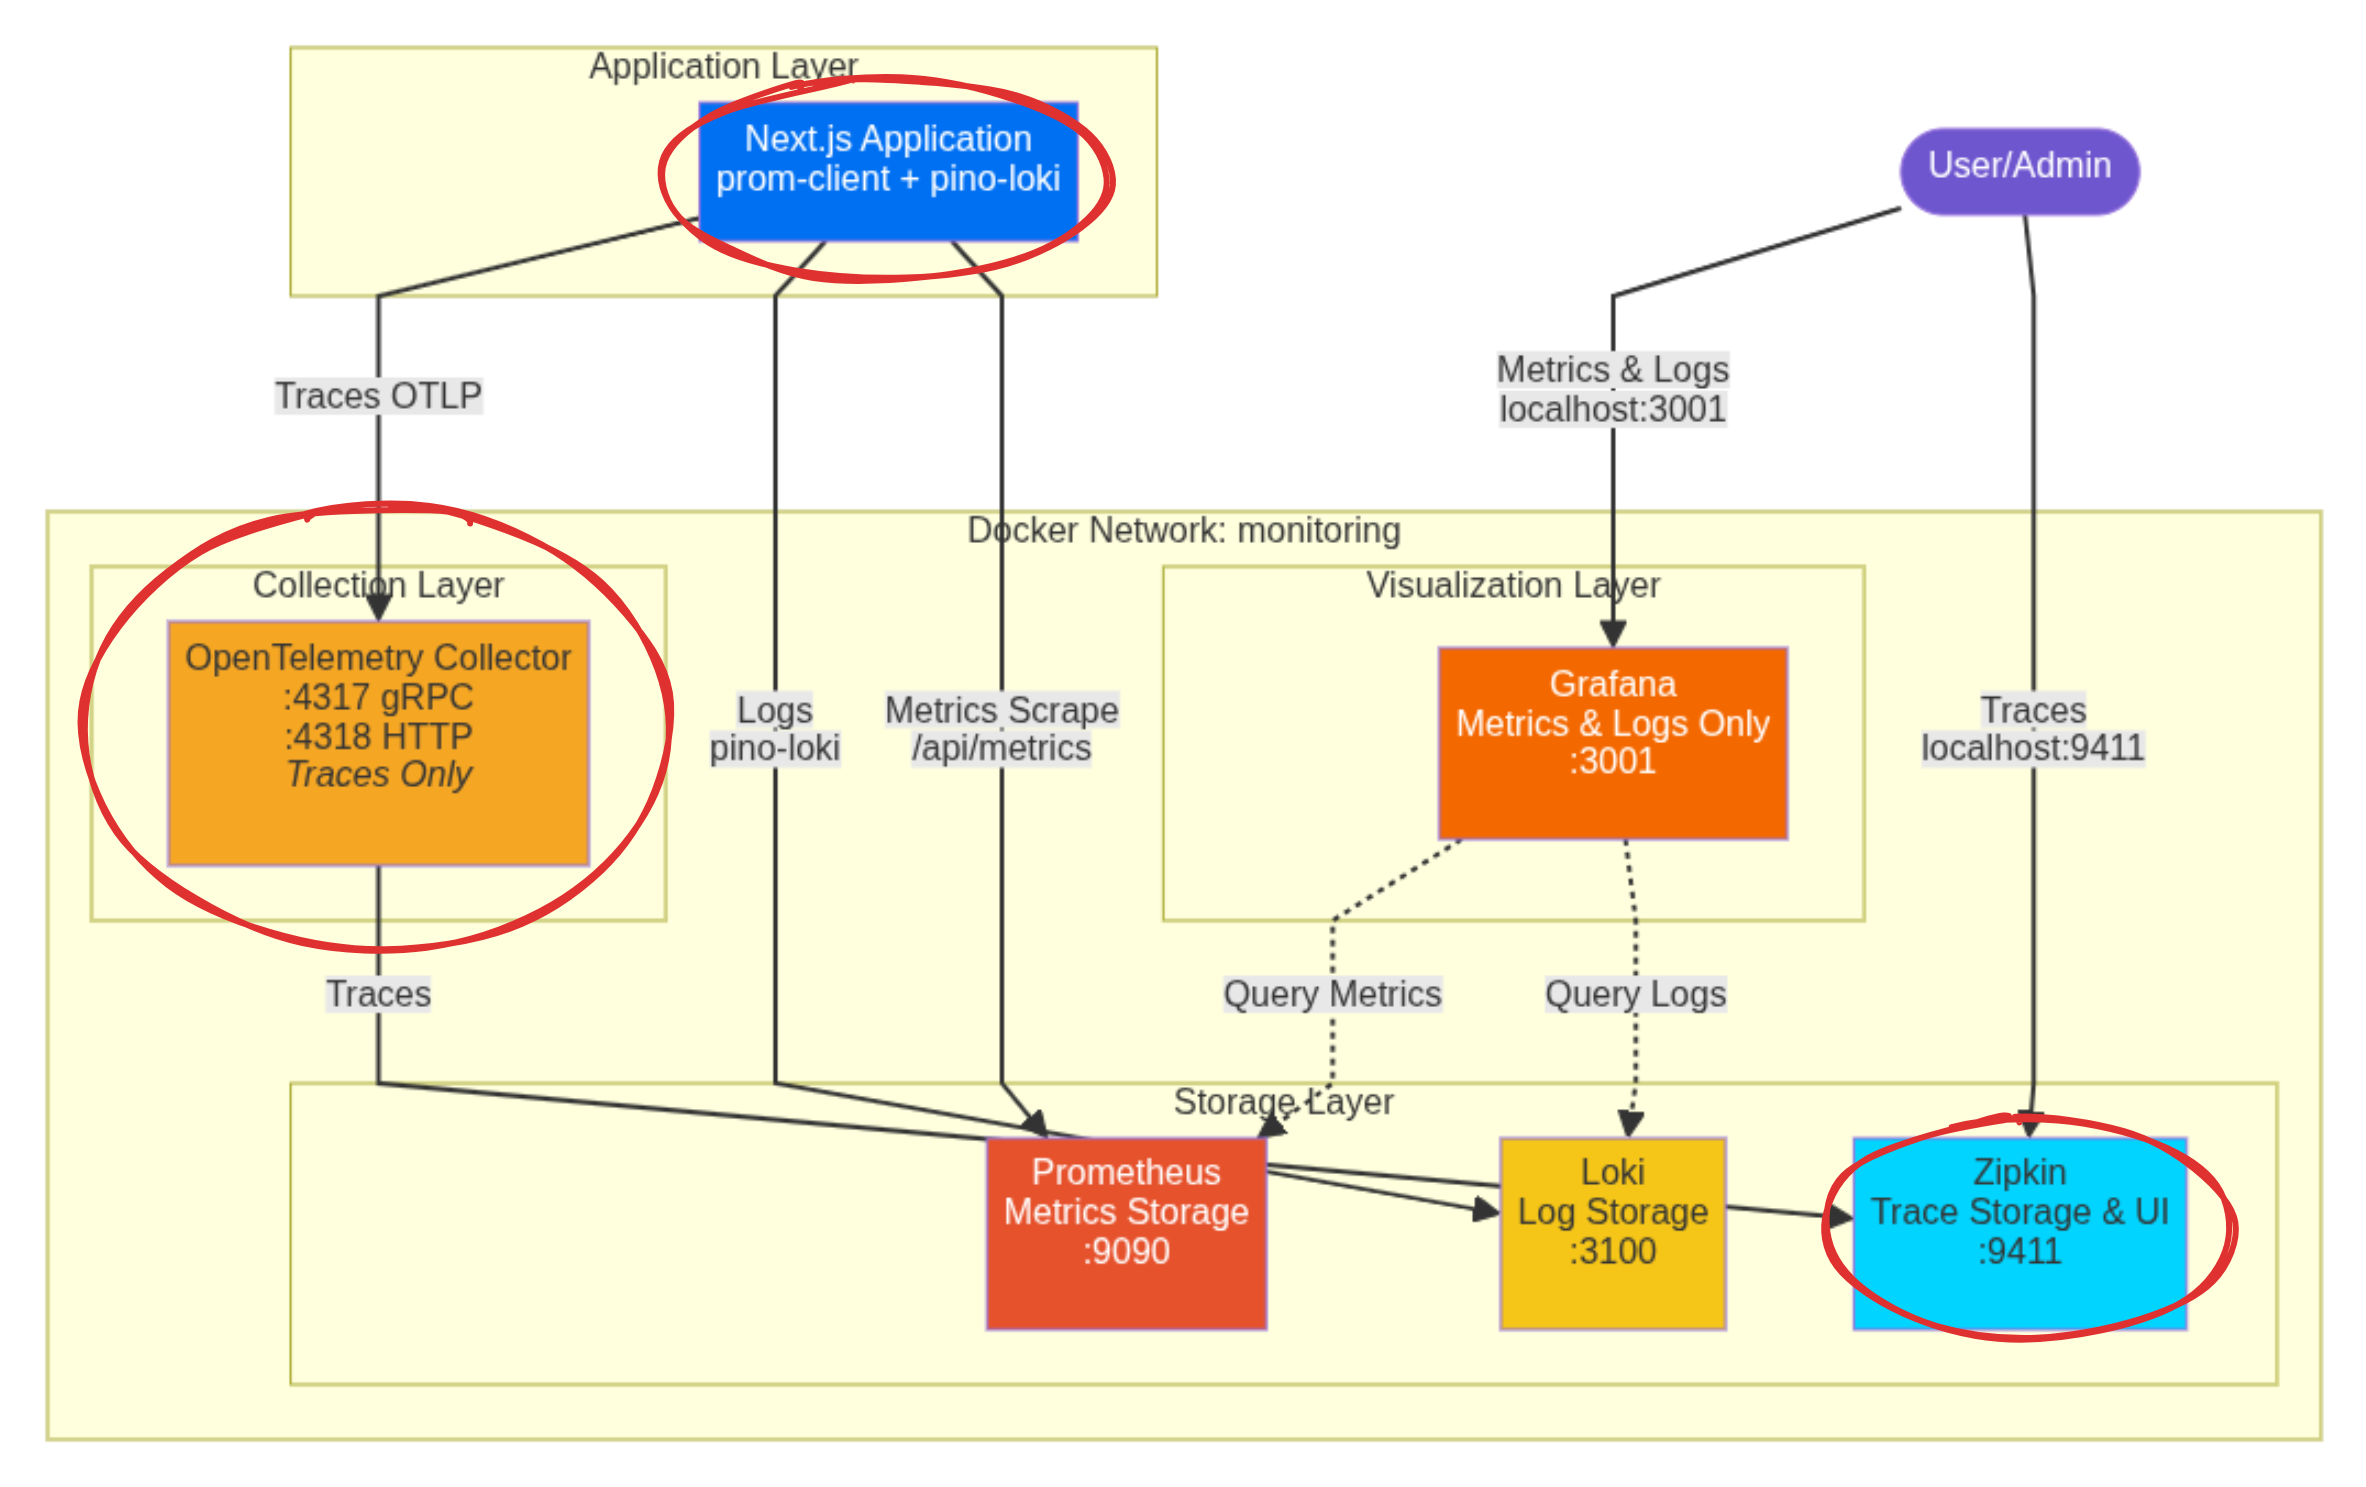 Application Layer
Next.js Application
prom-client + pino-loki
User/Admin
Traces OTLP
Metrics & Logs
localhost:3001
Docker Network: monitoring
Collection Layer
OpenTelemetry Collector
:4317 gRPC
:4318 HTTP
Traces Only
Logs
pino-loki
Metrics Scrape
/api/metrics
Visualization Layer
Grafana
Metrics & Logs Only
:3001
Traces
localhost:9411
Traces
Query Metrics
Query Logs
Storage Layer
Prometheus
Metrics Storage
:9090
Loki
Log Storage
:3100
Zipkin
Trace Storage & UI
:9411